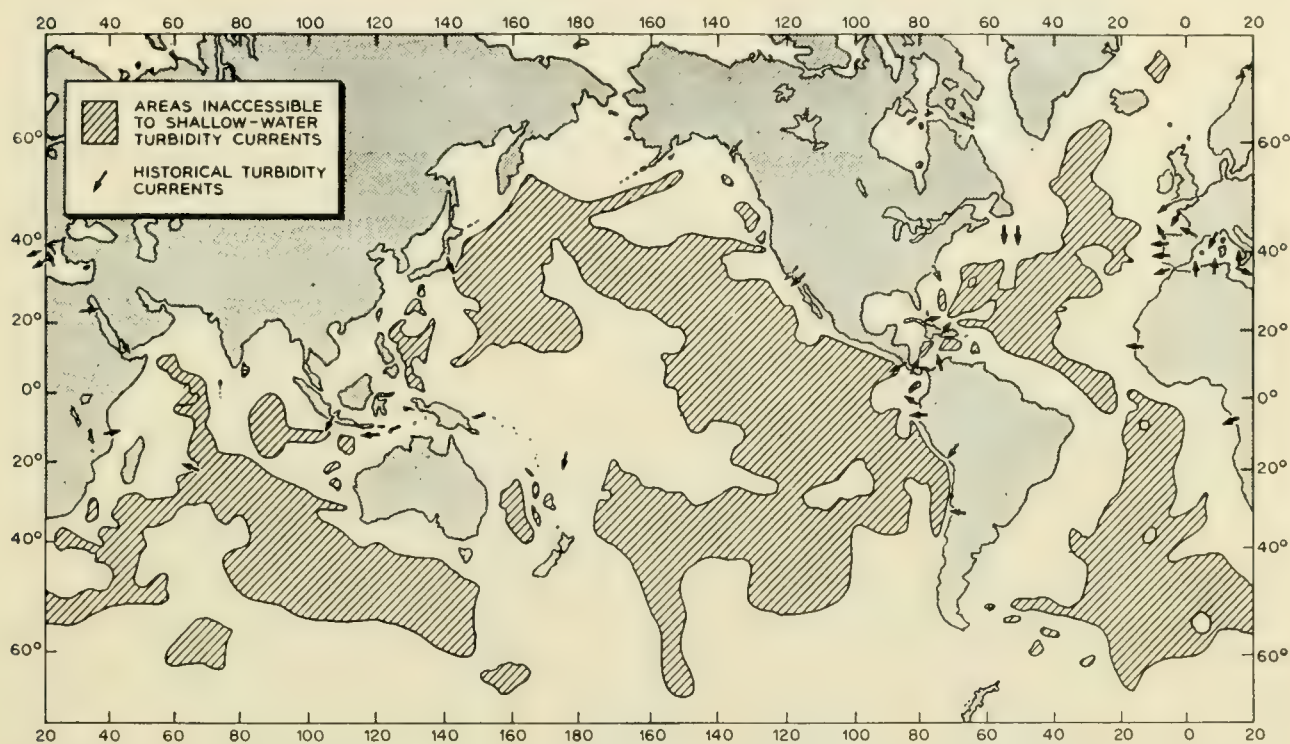 20 40 60 80 100 120 140 160 180 160 140 120 100 80 60 40 20 0 20
AREAS INACCESSIBLE
TO SHALLOW-WATER
TURBIDITY CURRENTS
HISTORICAL TURBIDITY
CURRENTS
60° 60°
40° 40°
20° 20°
0° 0°
20° 20°
40° 40°
60° 60°
20 40 60 80 100 120 140 160 180 160 140 120 100 80 60 40 20 0 20